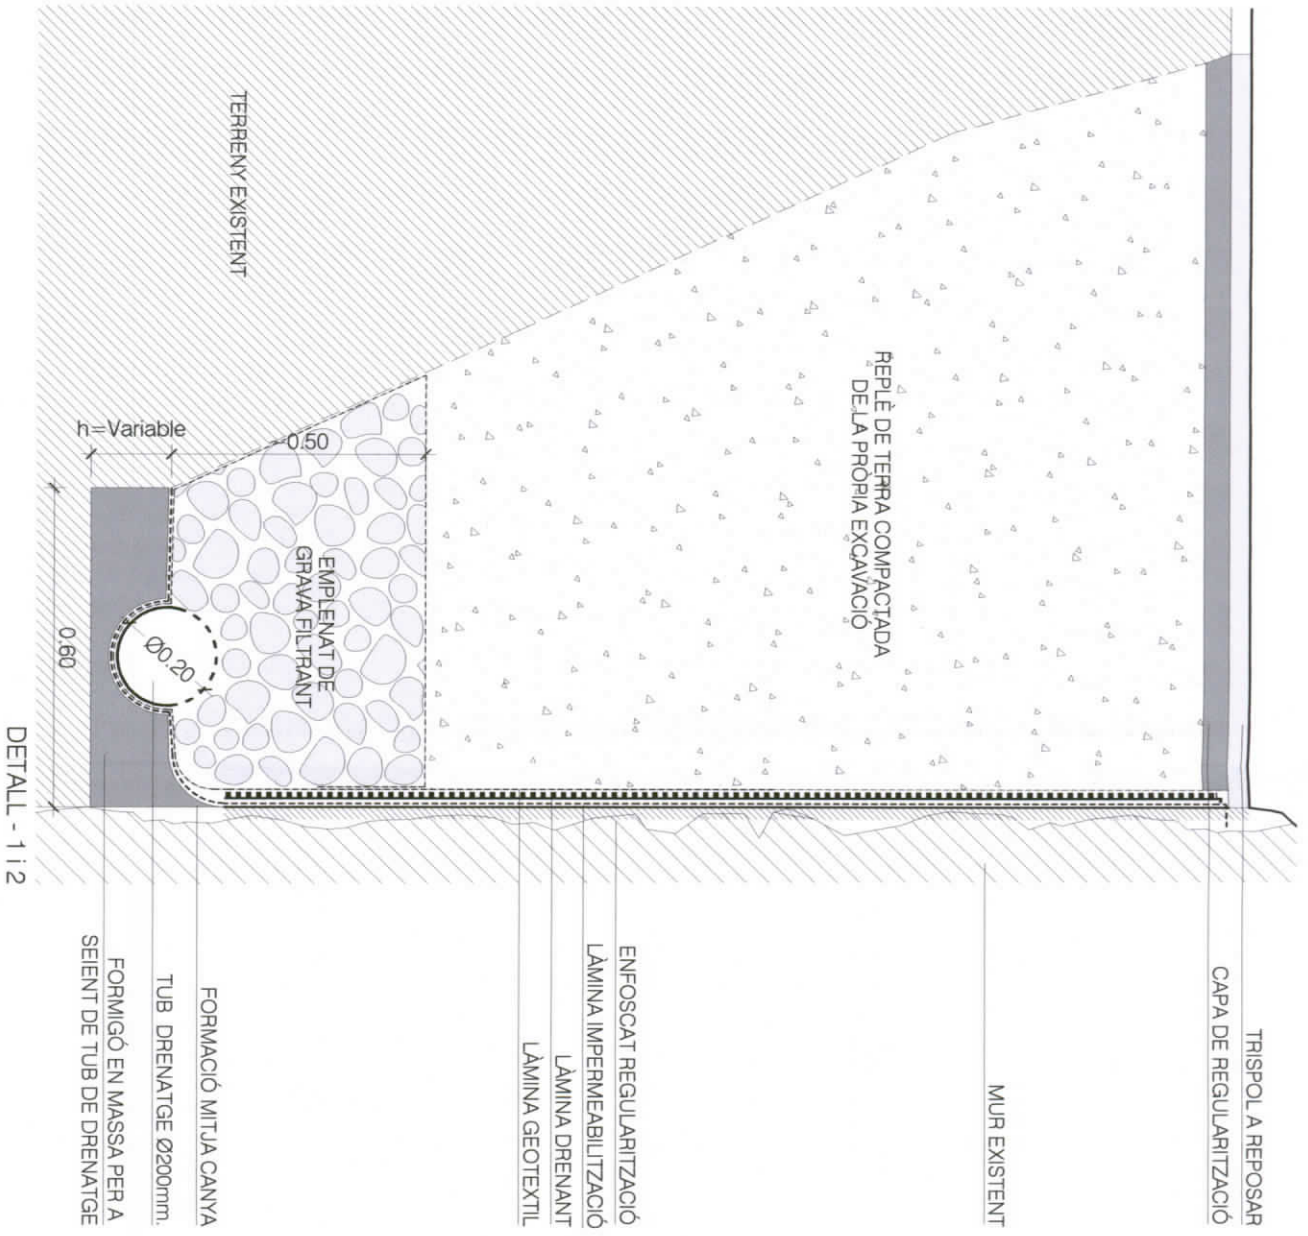 TRISPOL A REPOSAR
CAPA DE REGULARITZACIÓ
MUR EXISTENT
ENFOSCAT REGULARITZACIÓ
LÀMINA IMPERMEABILITZACIÓ
LÀMINA DRENANT
LÀMINA GEOTEXTIL
FORMACIÓ MITJA CANYA
TUB DRENATGE Ø200mm.
FORMIGÓ EN MASSA PER A
SEIENT DE TUB DE DRENATGE
REPLÈ DE TERRA COMPACTADA
DE LA PRÒPIA EXCAVACIÓ
EMPLENAT DE
GRAVA FILTRANT
TERRENY EXISTENT
h=Variable
0.50
Ø0.20
0.60
DETALL - 1 i 2